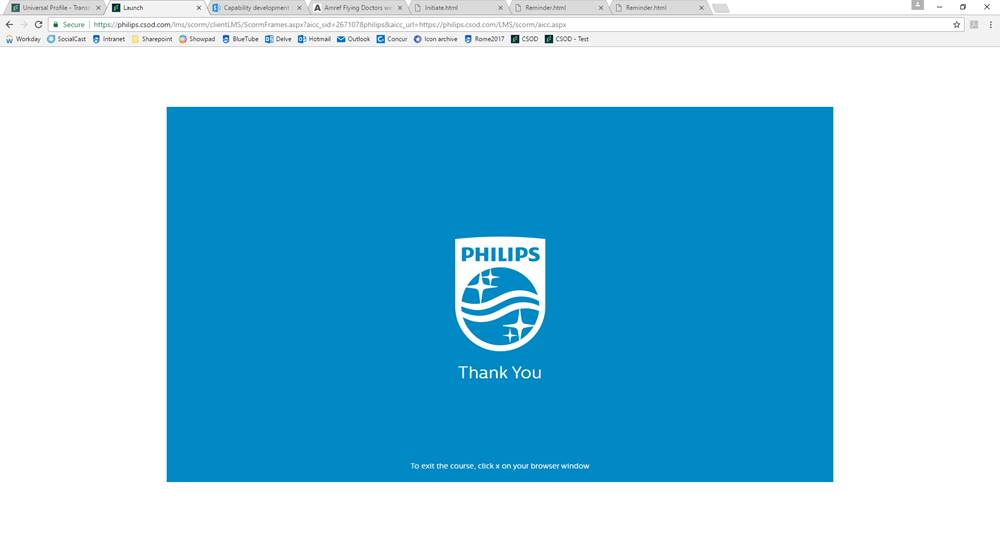 Universal Profile - Trans
Launch
Capability development
Amref Flying Doctors wo
Initiate.html
Reminder.html
Reminder.html
Secure https://philips.csod.com/lms/scorm/clientLMS/ScormFrames.aspx?aicc_sid=2671078philips&aicc_url=https://philips.csod.com/LMS/scorm/aicc.aspx
Workday SocialCast Intranet Sharepoint Showpad BlueTube Delve Hotmail Outlook Concur Icon archive Rome2017 CSOD CSOD - Test
PHILIPS
Thank You
To exit the course, click x on your browser window